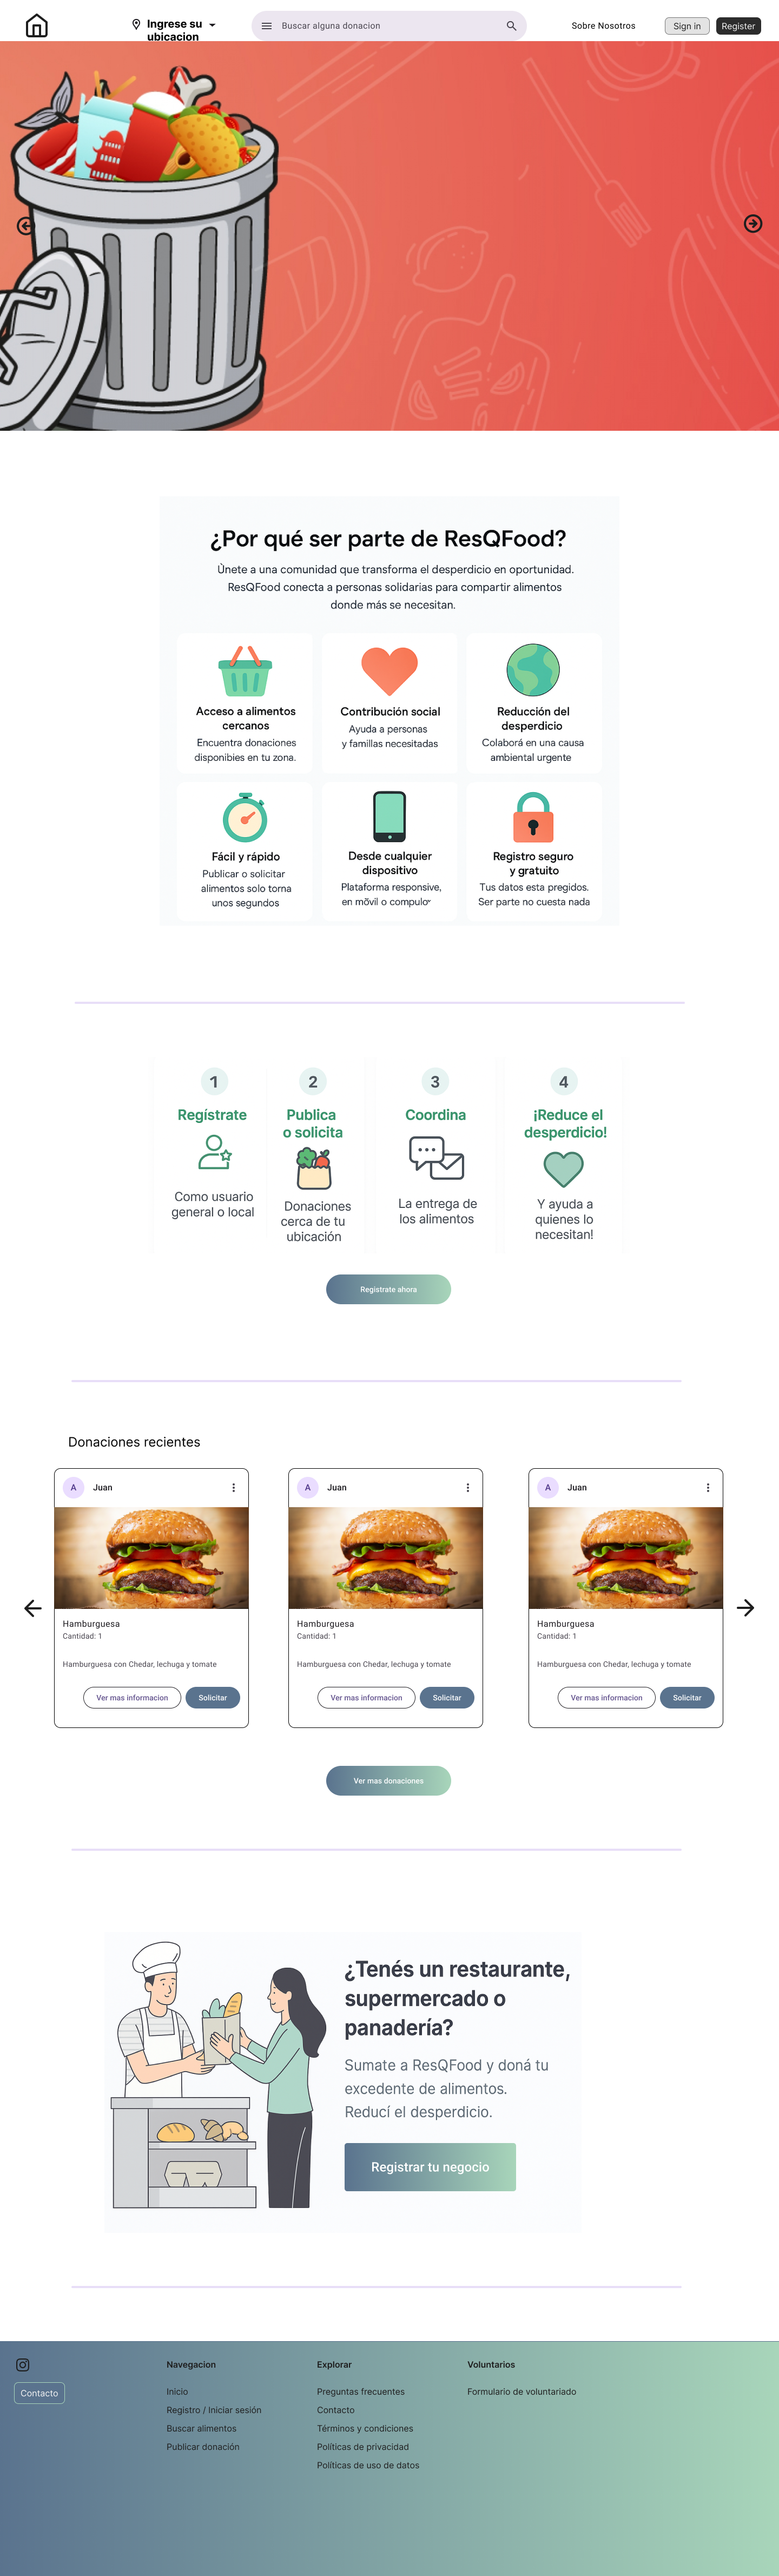 Ingrese su
ubicacion
Buscar alguna donacion
Sobre Nosotros
Sign in
Register
¿Por qué ser parte de ResQFood?
Ùnete a una comunidad que transforma el desperdicio en oportunidad.
ResQFood conecta a personas solidarias para compartir alimentos
donde más se necesitan.
Acceso a alimentos
cercanos
Encuentra donaciones
disponibies en tu zona.
Contribución social
Ayuda a personas
y famillas necesitadas
Reducción del
desperdicio
Colaborá en una causa
ambiental urgente
Fácil y rápido
Publicar o solicitar
alimentos solo torna
unos segundos
Desde cualquier
dispositivo
Plataforma responsive,
en mõvil o compulor
Registro seguro
y gratuito
Tus datos esta pregidos.
Ser parte no cuesta nada
1
Regístrate
Como usuario
general o local
2
Publica
o solicita
Donaciones
cerca de tu
ubicación
3
Coordina
La entrega de
los alimentos
4
¡Reduce el
desperdicio!
Y ayuda a
quienes lo
necesitan!
Registrate ahora
Donaciones recientes
A
Juan
Hamburguesa
Cantidad: 1
Hamburguesa con Chedar, lechuga y tomate
Ver mas informacion
Solicitar
A
Juan
Hamburguesa
Cantidad: 1
Hamburguesa con Chedar, lechuga y tomate
Ver mas informacion
Solicitar
A
Juan
Hamburguesa
Cantidad: 1
Hamburguesa con Chedar, lechuga y tomate
Ver mas informacion
Solicitar
Ver mas donaciones
¿Tenés un restaurante,
supermercado o
panadería?
Sumate a ResQFood y doná tu
excedente de alimentos.
Reducí el desperdicio.
Registrar tu negocio
Contacto
Navegacion
Inicio
Registro / Iniciar sesión
Buscar alimentos
Publicar donación
Explorar
Preguntas frecuentes
Contacto
Términos y condiciones
Políticas de privacidad
Políticas de uso de datos
Voluntarios
Formulario de voluntariado